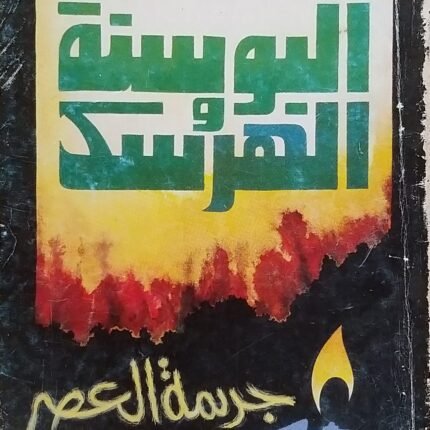 البوسنة
و
الهرسك
جريمة العصر